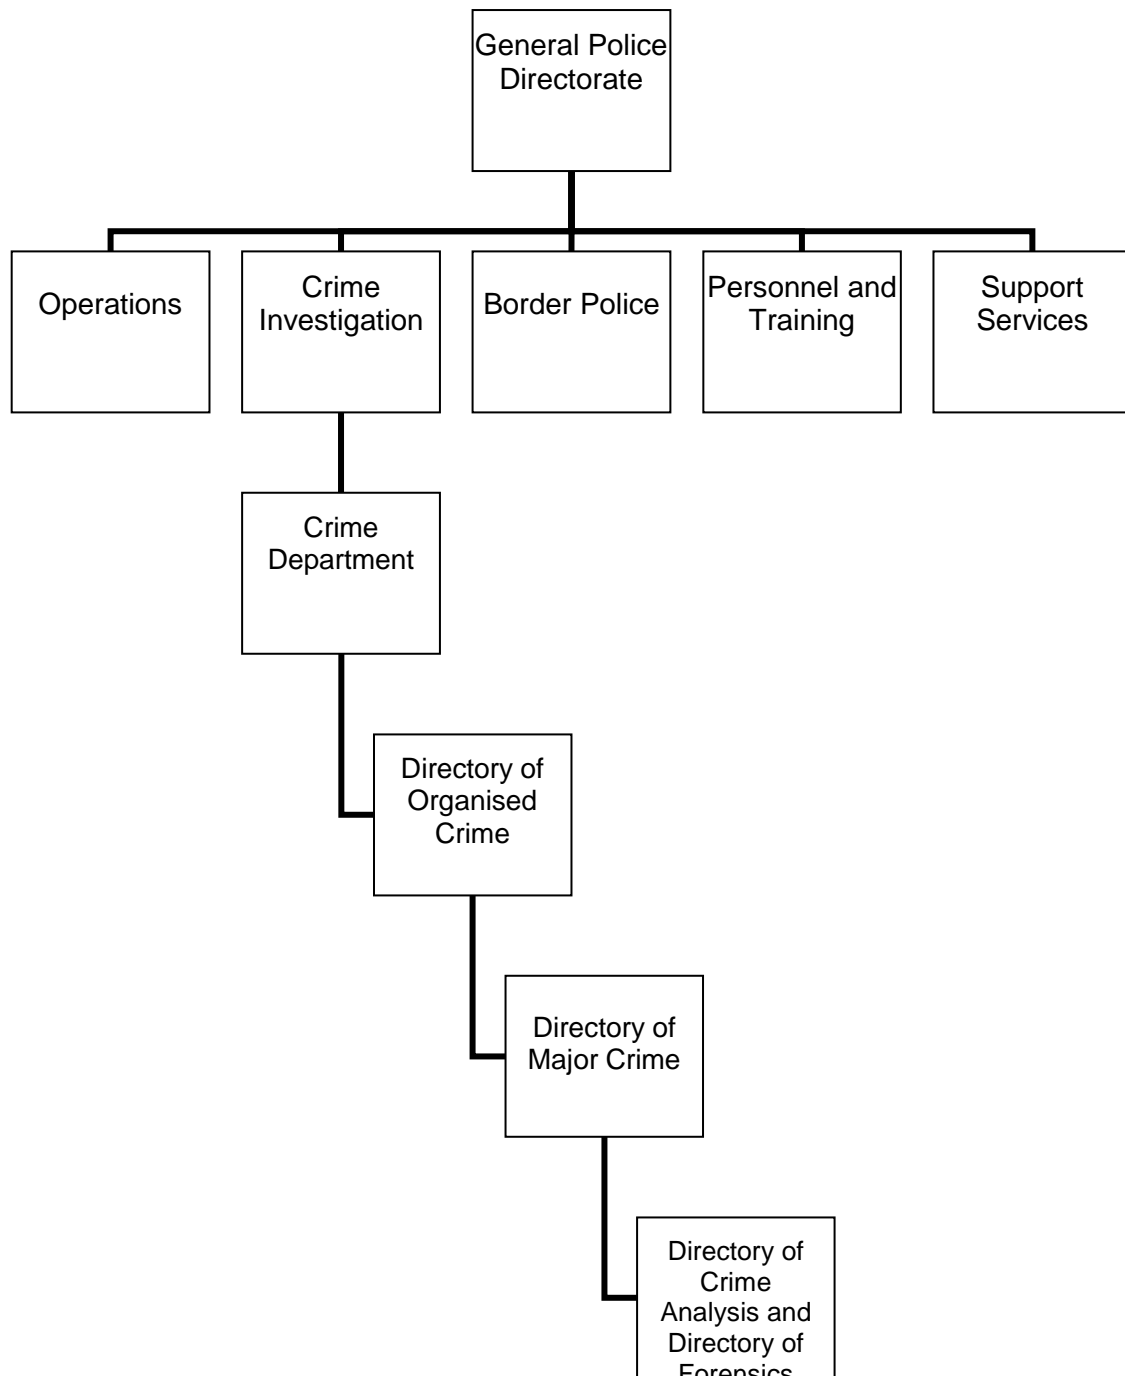 General Police
Directorate
Operations
Crime
Investigation
Border Police
Personnel and
Training
Support
Services
Crime
Department
Directory of
Organised
Crime
Directory of
Major Crime
Directory of
Crime
Analysis and
Directory of
Forensics